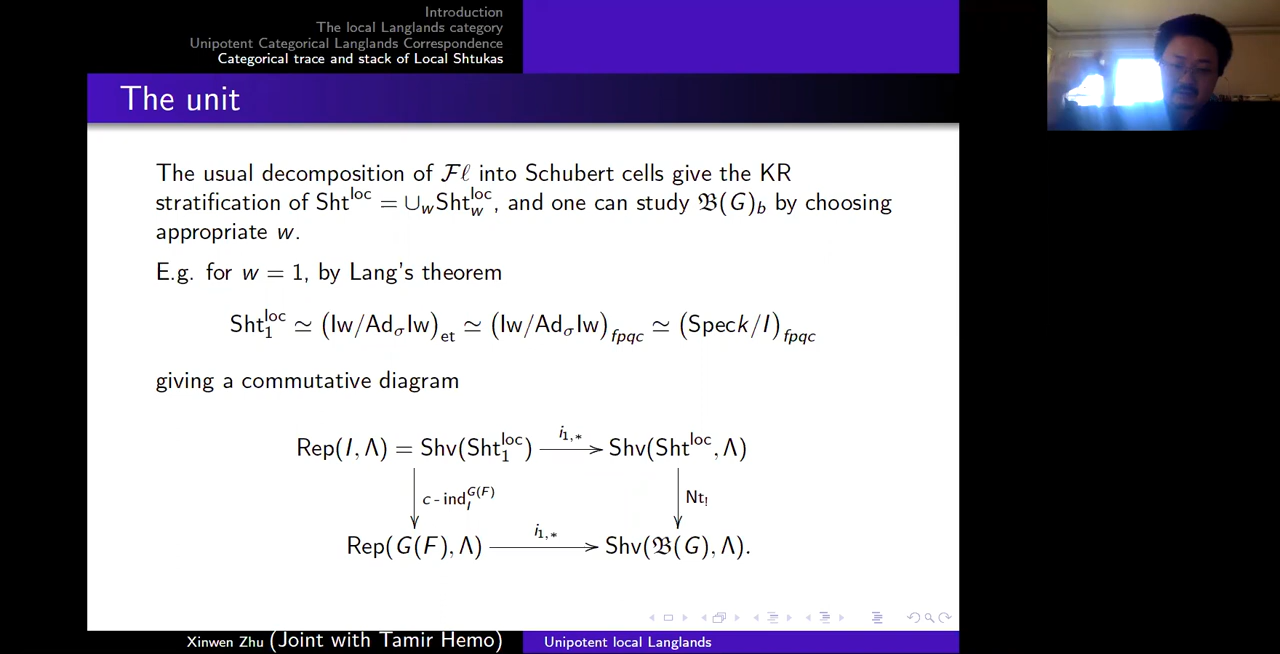 Introduction
The local Langlands category
Unipotent Categorical Langlands Correspondence
Categorical trace and stack of Local Shtukas
The unit
The usual decomposition of ℱℓ into Schubert cells give the KR
stratification of Sht^loc = ∪_w Sht_w^loc, and one can study 𝔅(G)_b by choosing
appropriate w.
E.g. for w = 1, by Lang's theorem
Sht_1^loc ≃ (Iw/Ad_σ Iw)_et ≃ (Iw/Ad_σ Iw)_fpqc ≃ (Spec k/I)_fpqc
giving a commutative diagram
i_{1,*}
Rep(I, Λ) = Shv(Sht_1^loc) → Shv(Sht^loc, Λ)
c-ind_I^{G(F)} Nt_!
i_{1,*}
Rep(G(F), Λ) → Shv(𝔅(G), Λ).
Xinwen Zhu (Joint with Tamir Hemo) Unipotent local Langlands